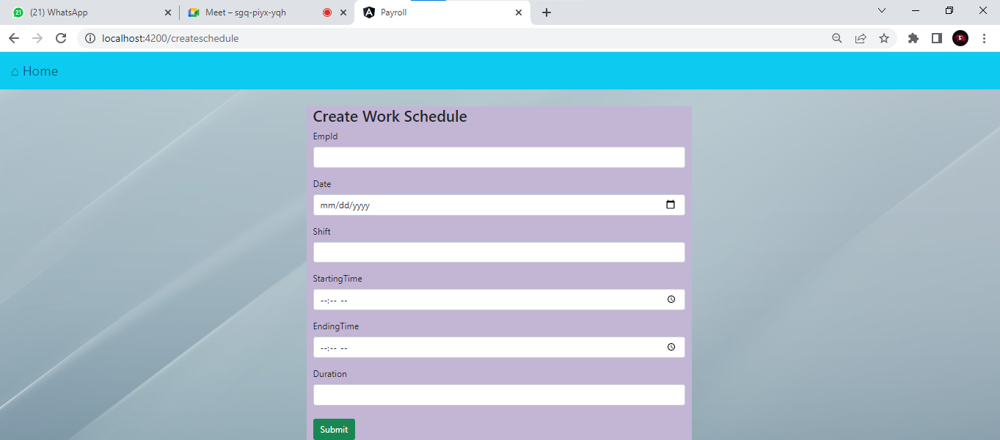 21
(21) WhatsApp
Meet – sgq-piyx-yqh
Payroll
localhost:4200/createschedule
Home
Create Work Schedule
EmpId
Date
mm/dd/yyyy
Shift
StartingTime
--:-- --
EndingTime
--:-- --
Duration
Submit